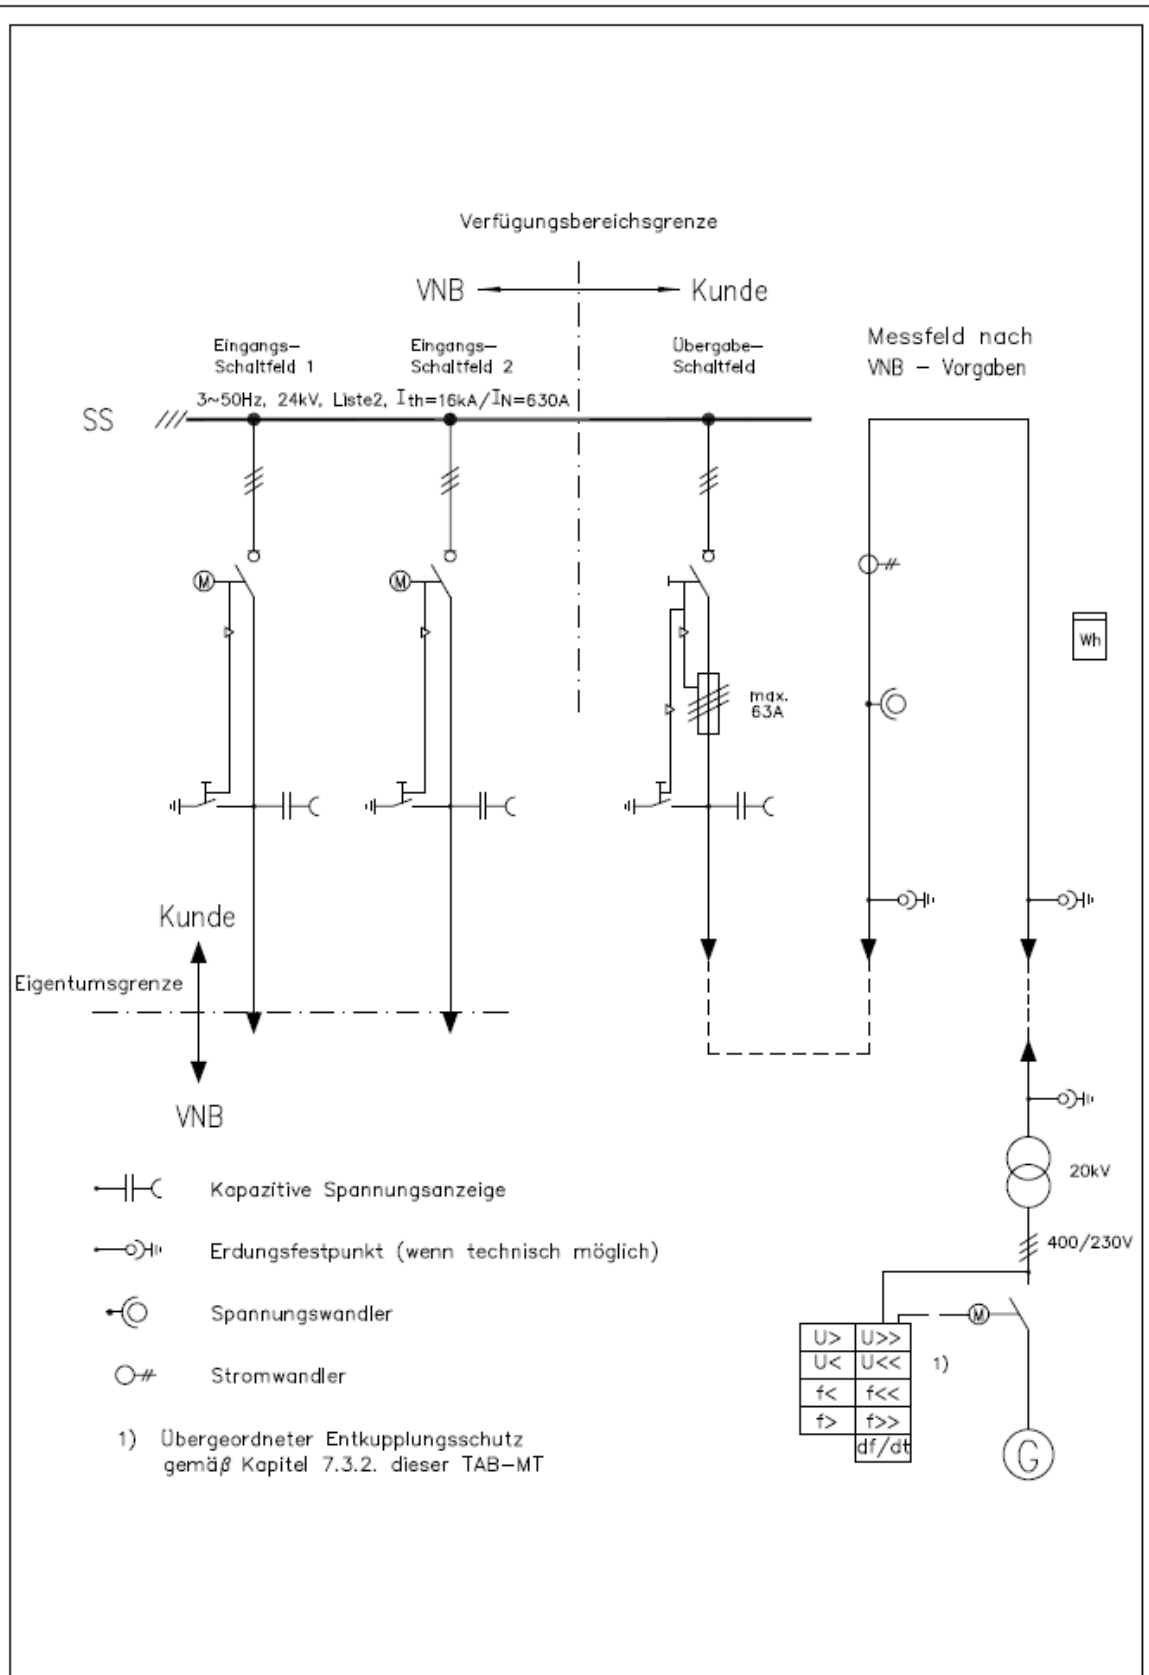 Verfügungsbereichsgrenze
VNB
Kunde
Eingangs-
Schaltfeld 1
Eingangs-
Schaltfeld 2
Übergabe-
Schaltfeld
Messfeld nach
VNB - Vorgaben
3~50Hz, 24kV, Liste2, Ith=16kA/IN=630A
SS
M
M
Wh
max.
63A
Kunde
Eigentumsgrenze
VNB
20kV
400/230V
Kapazitive Spannungsanzeige
Erdungsfestpunkt (wenn technisch möglich)
Spannungswandler
Stromwandler
1) Übergeordneter Entkupplungsschutz
gemäß Kapitel 7.3.2. dieser TAB-MT
M
U> U>>
U< U<<
1)
f< f<<
f> f>>
df/dt
G